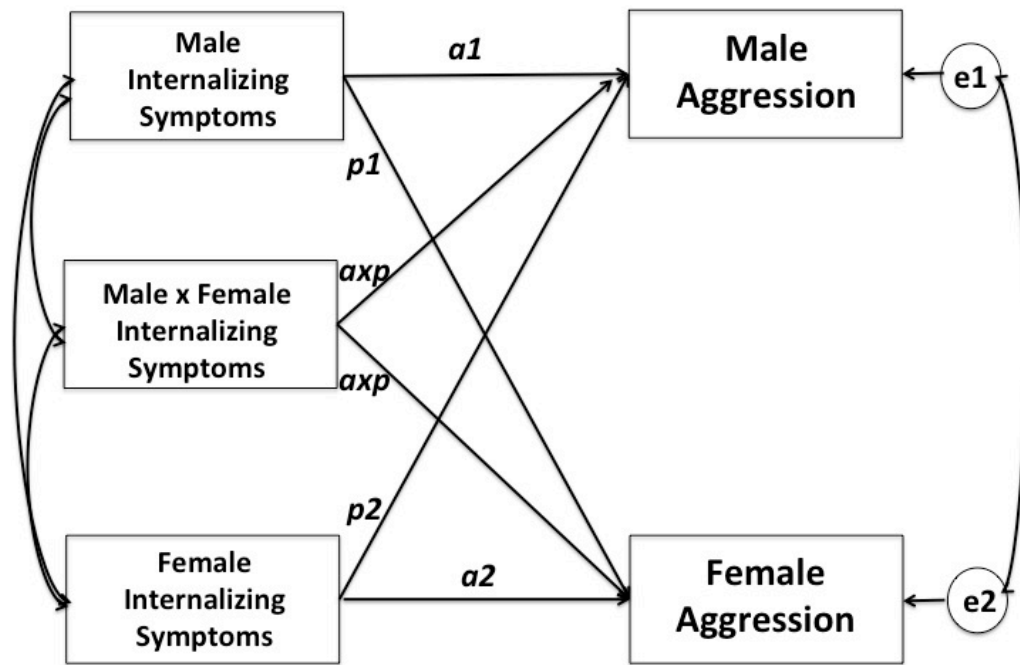 Male
Internalizing
Symptoms
a1
Male
Aggression
e1
p1
Male x Female
Internalizing
Symptoms
axp
axp
p2
Female
Internalizing
Symptoms
a2
Female
Aggression
e2